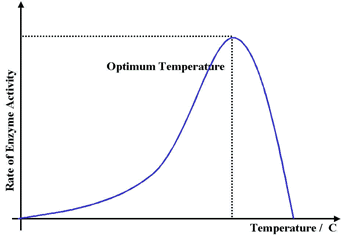 Optimum Temperature
Rate of Enzyme Activity
Temperature / C